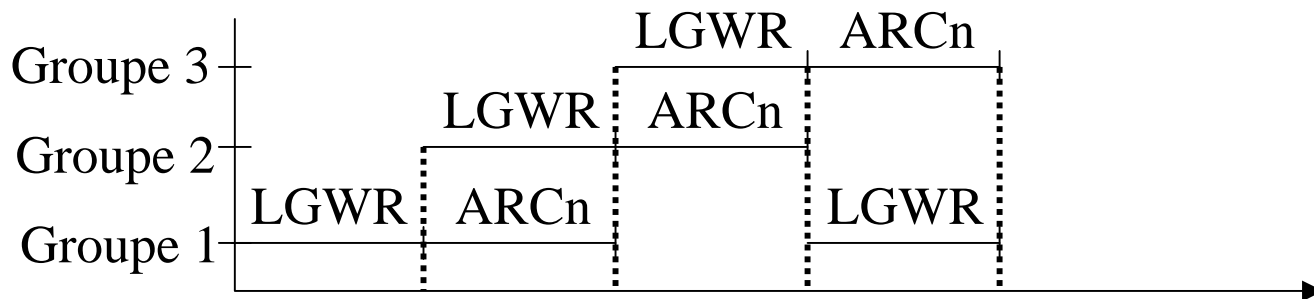 LGWR ARCn
Groupe 3
LGWR ARCn
Groupe 2
LGWR ARCn LGWR
Groupe 1